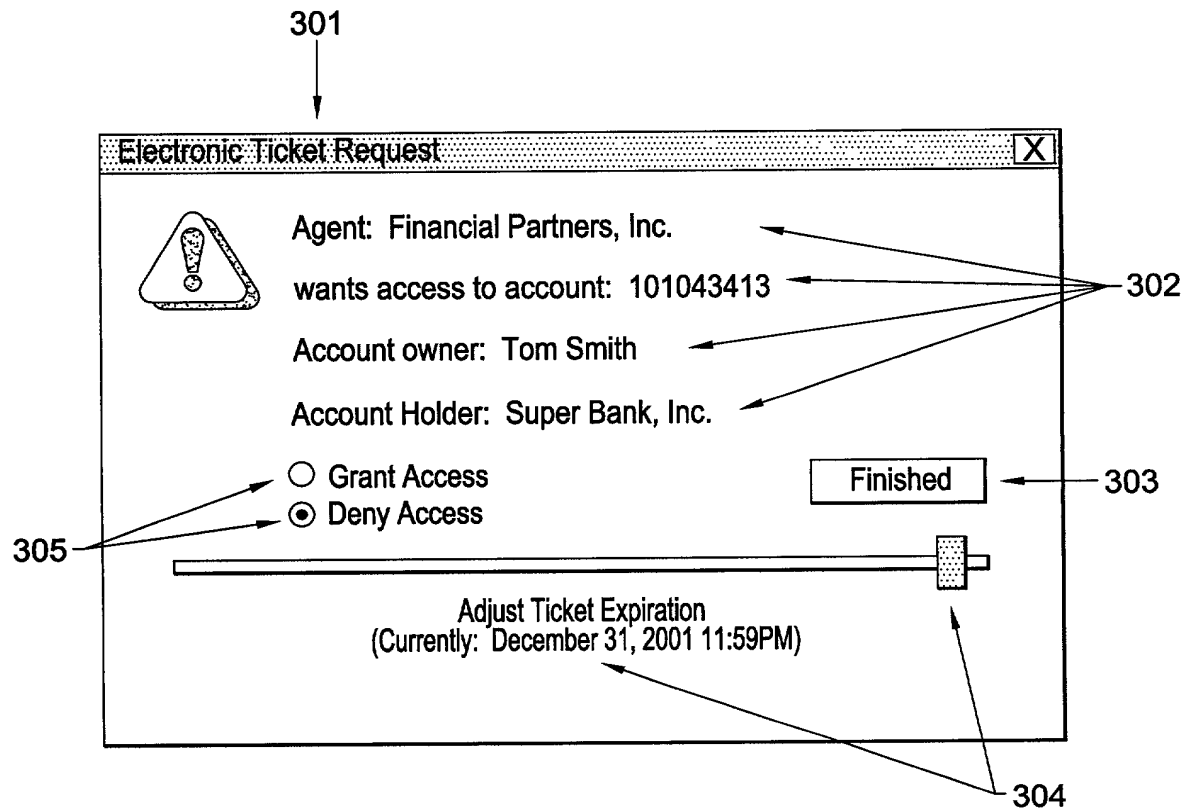 301
Electronic Ticket Request X
Agent: Financial Partners, Inc.
wants access to account: 101043413
302
Account owner: Tom Smith
Account Holder: Super Bank, Inc.
Grant Access
Finished
303
Deny Access
305
Adjust Ticket Expiration
(Currently: December 31, 2001 11:59PM)
304